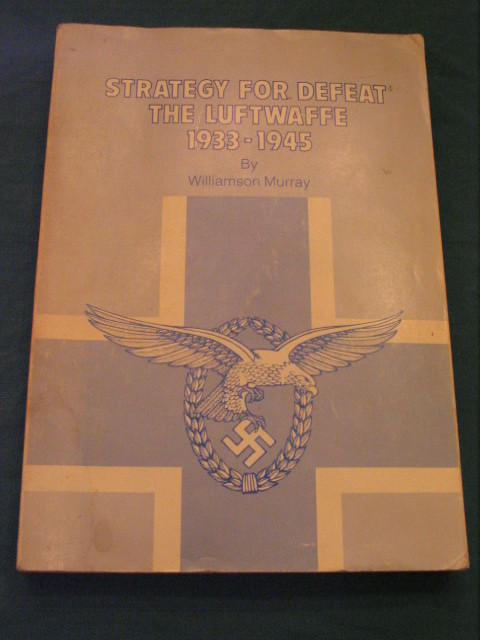 STRATEGY FOR DEFEAT
THE LUFTWAFFE
1933-1945
By
Williamson Murray